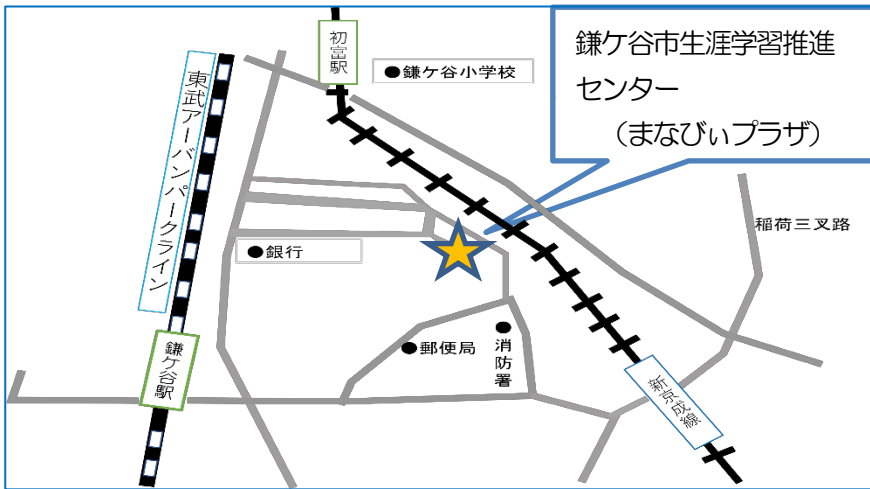 初富駅
●鎌ケ谷小学校
鎌ケ谷市生涯学習推進
センター
（まなびぃプラザ）
東武アーバンパークライン
稲荷三叉路
●銀行
鎌ケ谷駅
●郵便局
●消防署
新京成線